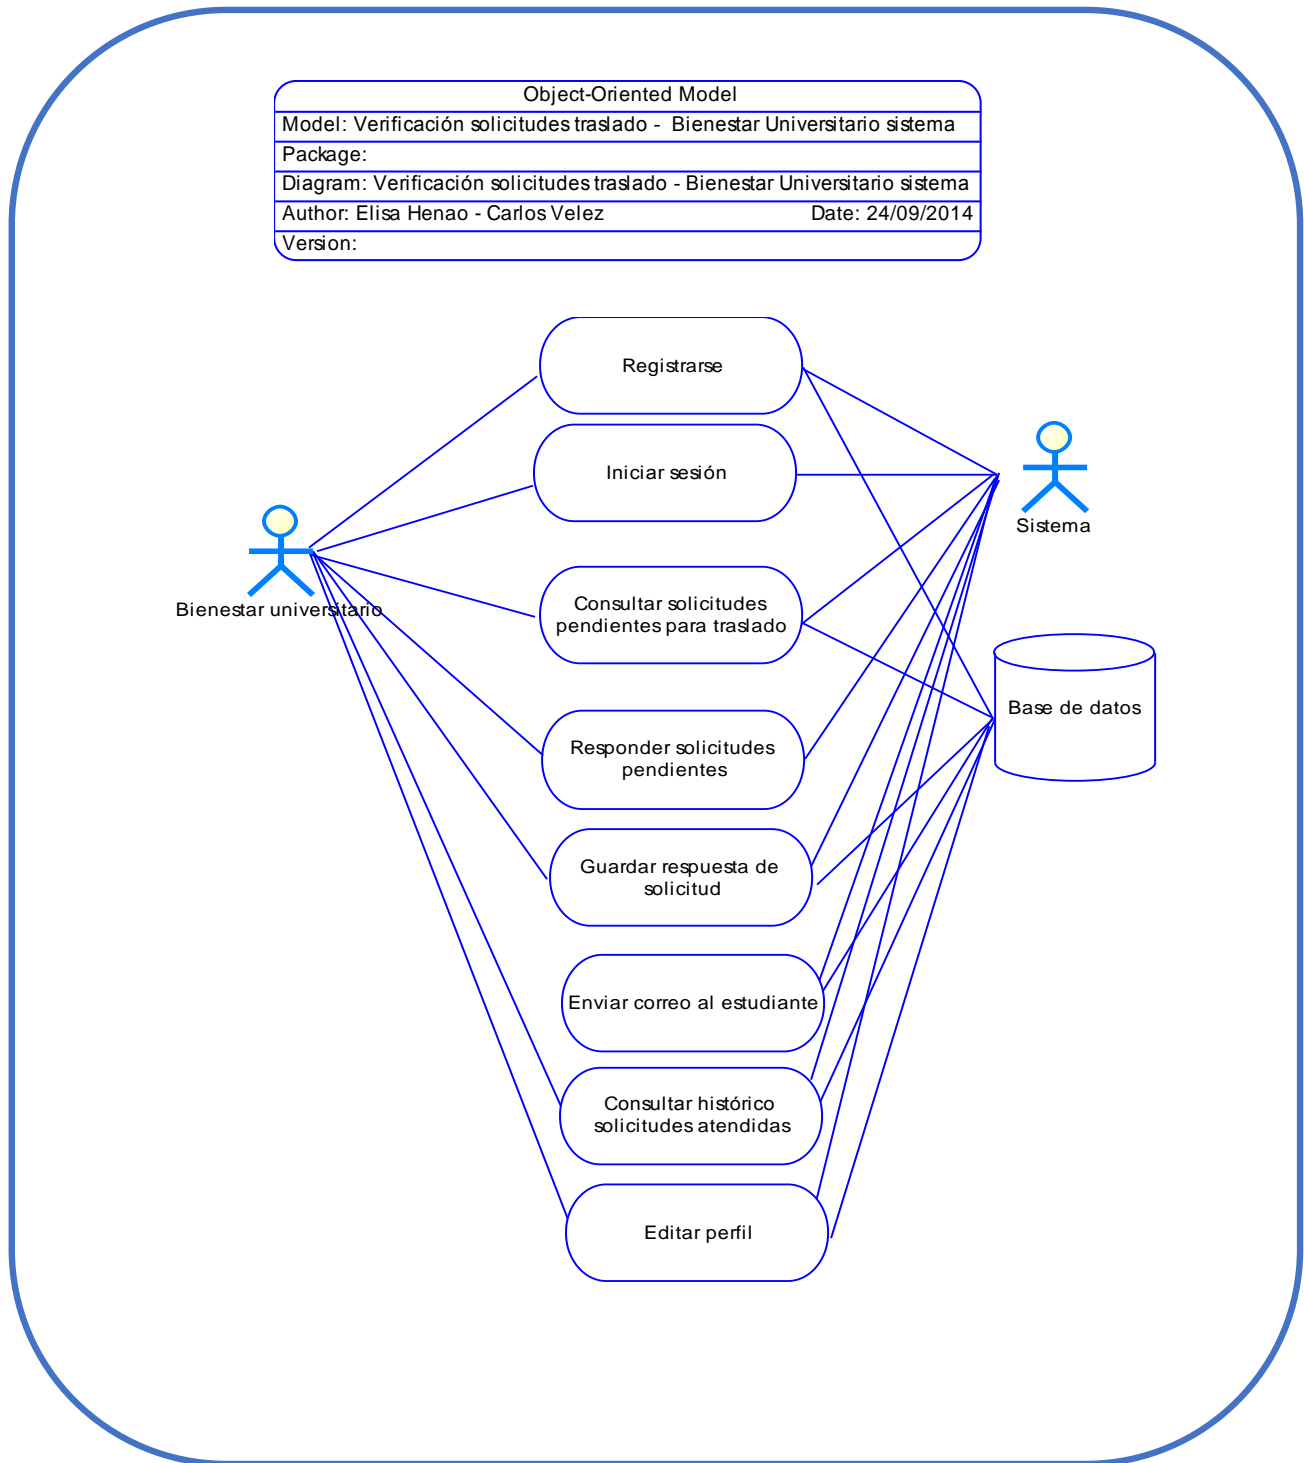 Object-Oriented Model
Model: Verificación solicitudes traslado - Bienestar Universitario sistema
Package:
Diagram: Verificación solicitudes traslado - Bienestar Universitario sistema
Author: Elisa Henao - Carlos Velez Date: 24/09/2014
Version:
Registrarse
Iniciar sesión
Sistema
Bienestar universitario
Consultar solicitudes
pendientes para traslado
Base de datos
Responder solicitudes
pendientes
Guardar respuesta de
solicitud
Enviar correo al estudiante
Consultar histórico
solicitudes atendidas
Editar perfil